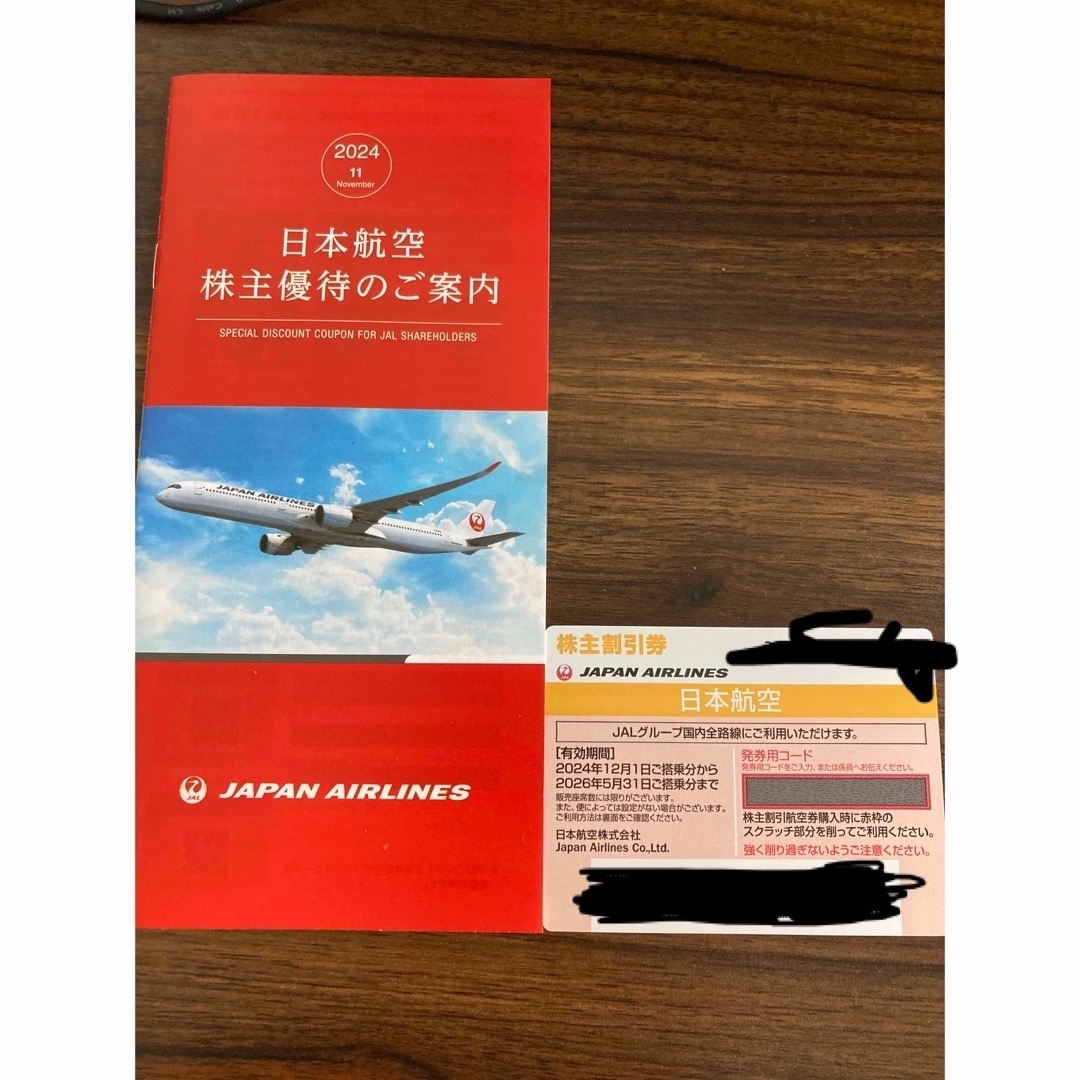 Cable LM
2024
11
November
日本航空
株主優待のご案内
SPECIAL DISCOUNT COUPON FOR JAL SHAREHOLDERS
JAPAN AIRLINES
JAL
JAL
JAPAN AIRLINES
株主割引券
JAPAN AIRLINES
日本航空
JALグループ国内全路線にご利用いただけます。
[有効期間]
2024年12月1日ご搭乗分から
2026年5月31日ご搭乗分まで
販売座席数には限りがございます。
また、便によっては設定がない場合がございます。
ご利用方法は裏面をご確認ください。
日本航空株式会社
Japan Airlines Co.,Ltd.
発券用コード
発券用コードをご入力、または係員へお伝えください。
株主割引航空券購入時に赤枠の
スクラッチ部分を削ってご利用ください。
強く削り過ぎないようご注意ください。